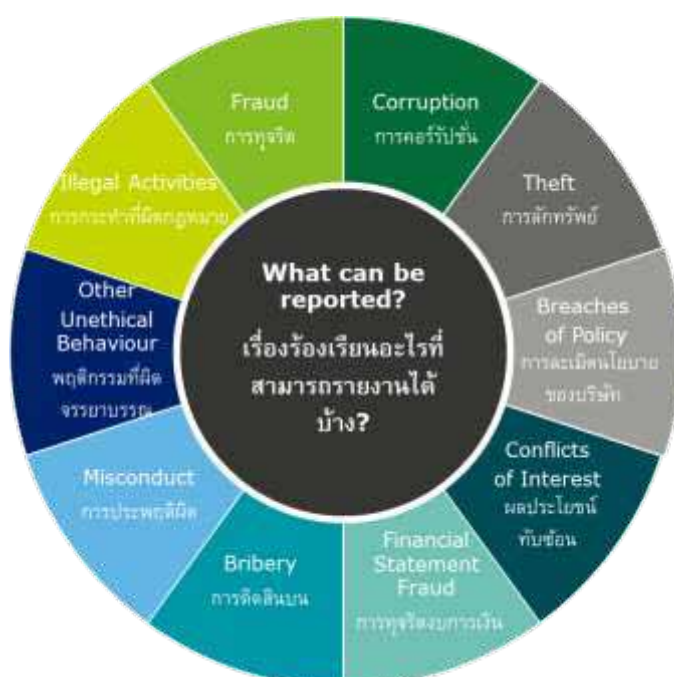 What can be
reported?
เรื่องร้องเรียนอะไรที่
สามารถรายงานได้
บ้าง?
Corruption
การคอร์รัปชั่น
Theft
การลักทรัพย์
Breaches
of Policy
การละเมิดนโยบาย
ของบริษัท
Conflicts
of Interest
ผลประโยชน์
ทับซ้อน
Financial
Statement
Fraud
การทุจริตงบการเงิน
Bribery
การติดสินบน
Misconduct
การประพฤติผิด
Other
Unethical
Behaviour
พฤติกรรมที่ผิด
จรรยาบรรณ
Illegal Activities
การกระทำที่ผิดกฎหมาย
Fraud
การทุจริต